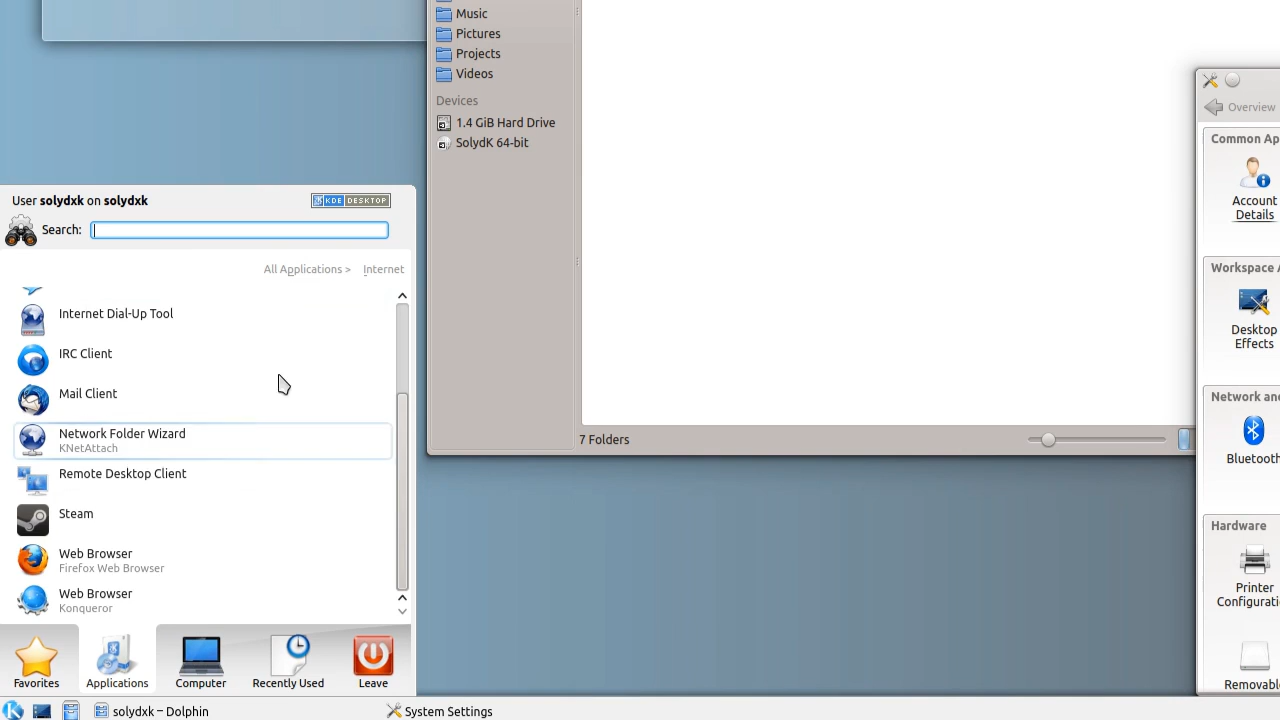 Music
Pictures
Projects
Videos
Devices
1.4 GiB Hard Drive
SolydK 64-bit
7 Folders
Overview
Common Ap
Account
Details
Workspace A
Desktop
Effects
Network and
Bluetooth
Hardware
Printer
Configurati
Removabl
User solydxk on solydxk
KDE DESKTOP
Search:
All Applications > Internet
Internet Dial-Up Tool
IRC Client
Mail Client
Network Folder Wizard
KNetAttach
Remote Desktop Client
Steam
Web Browser
Firefox Web Browser
Web Browser
Konqueror
Favorites
Applications
Computer
Recently Used
Leave
solydxk – Dolphin
System Settings